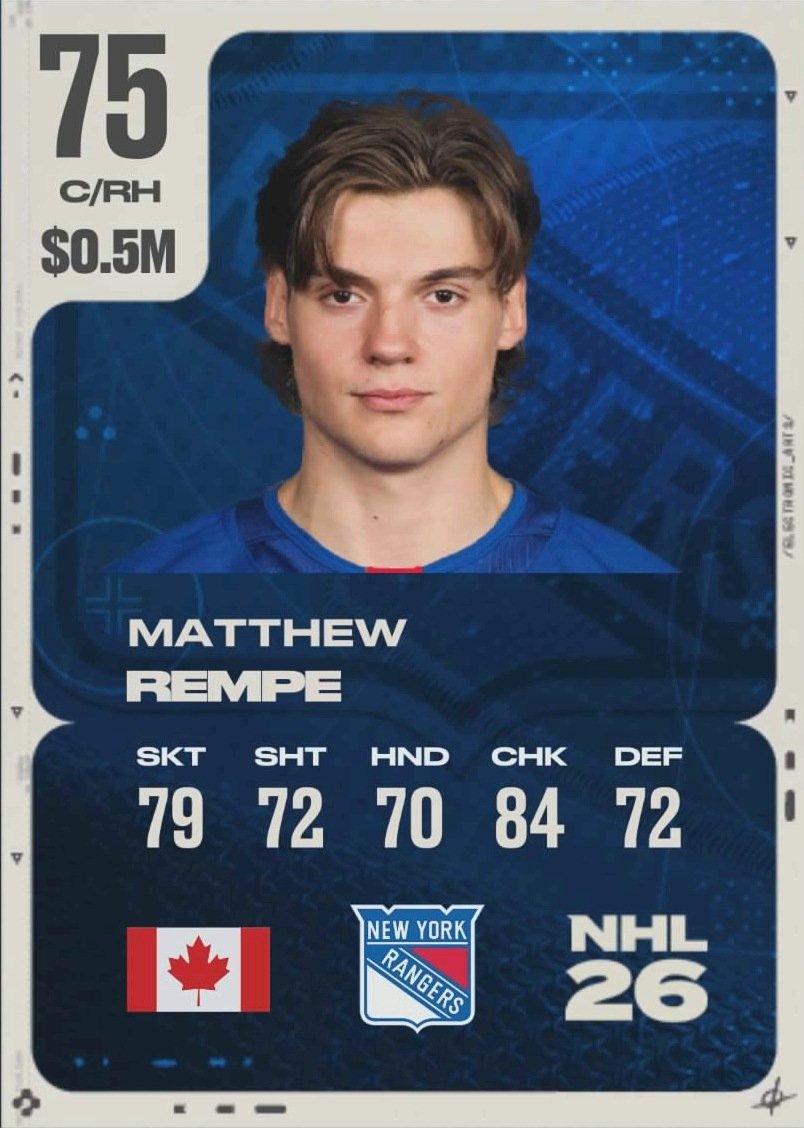 75
C/RH
$0.5M
MATTHEW
REMPE
SKT SHT HND CHK DEF
79 72 70 84 72
NEW YORK
RANGERS
NHL
26
/ELECTRONIC_ARTS/